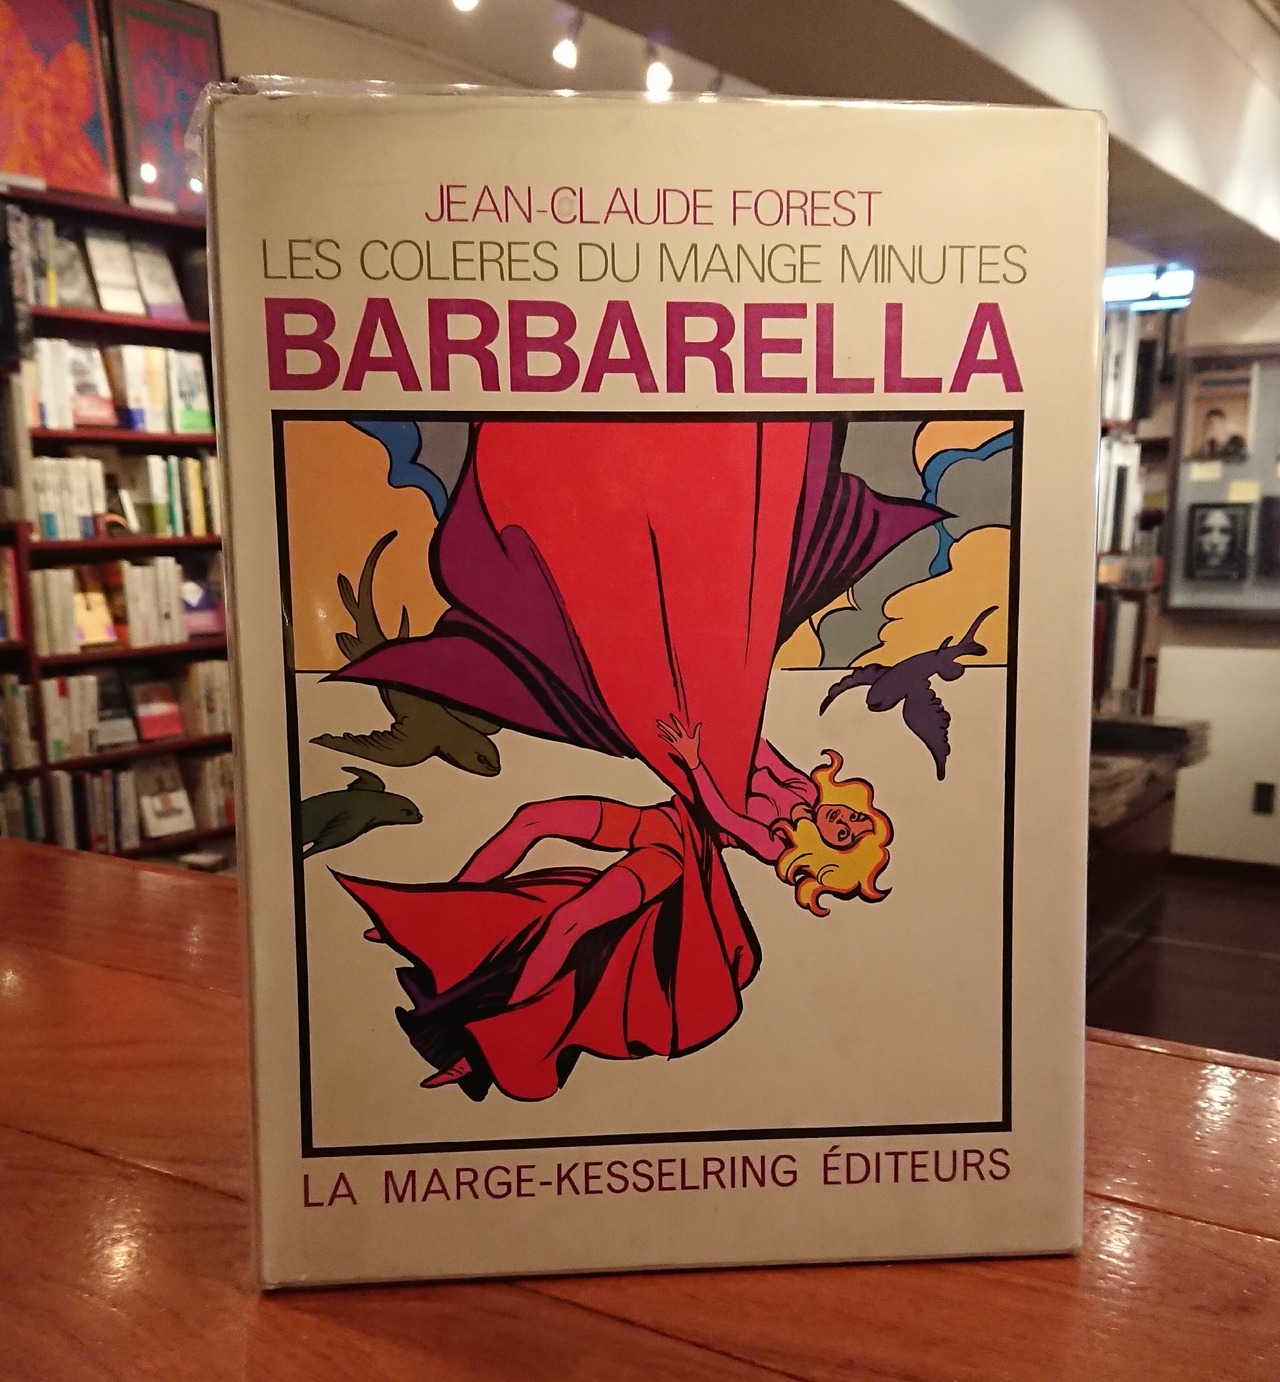 JEAN-CLAUDE FOREST
LES COLERES DU MANGE MINUTES
BARBARELLA
LA MARGE-KESSELRING ÉDITEURS